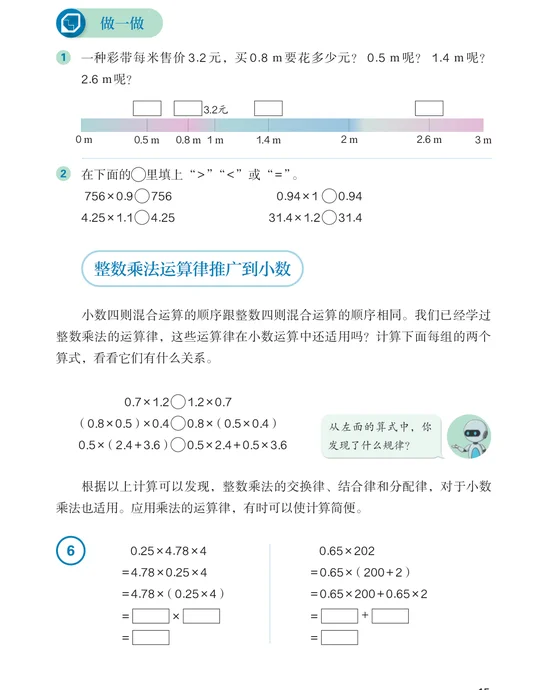 做一做
1 一种彩带每米售价3.2元，买0.8 m要花多少元？ 0.5 m呢？ 1.4 m呢？
2.6 m呢？
3.2元
0 m 0.5 m 0.8 m 1 m 1.4 m 2 m 2.6 m 3 m
2 在下面的○里填上“>”“<”或“=”。
756×0.9○756 0.94×1○0.94
4.25×1.1○4.25 31.4×1.2○31.4
整数乘法运算律推广到小数
小数四则混合运算的顺序跟整数四则混合运算的顺序相同。我们已经学过
整数乘法的运算律，这些运算律在小数运算中还适用吗？计算下面每组的两个
算式，看看它们有什么关系。
0.7×1.2○1.2×0.7
（0.8×0.5）×0.4○0.8×（0.5×0.4）
0.5×（2.4+3.6）○0.5×2.4+0.5×3.6
从左面的算式中，你
发现了什么规律？
根据以上计算可以发现，整数乘法的交换律、结合律和分配律，对于小数
乘法也适用。应用乘法的运算律，有时可以使计算简便。
6 0.25×4.78×4 0.65×202
=4.78×0.25×4 =0.65×（200+2）
=4.78×（0.25×4） =0.65×200+0.65×2
=□×□ =□+□
=□ =□